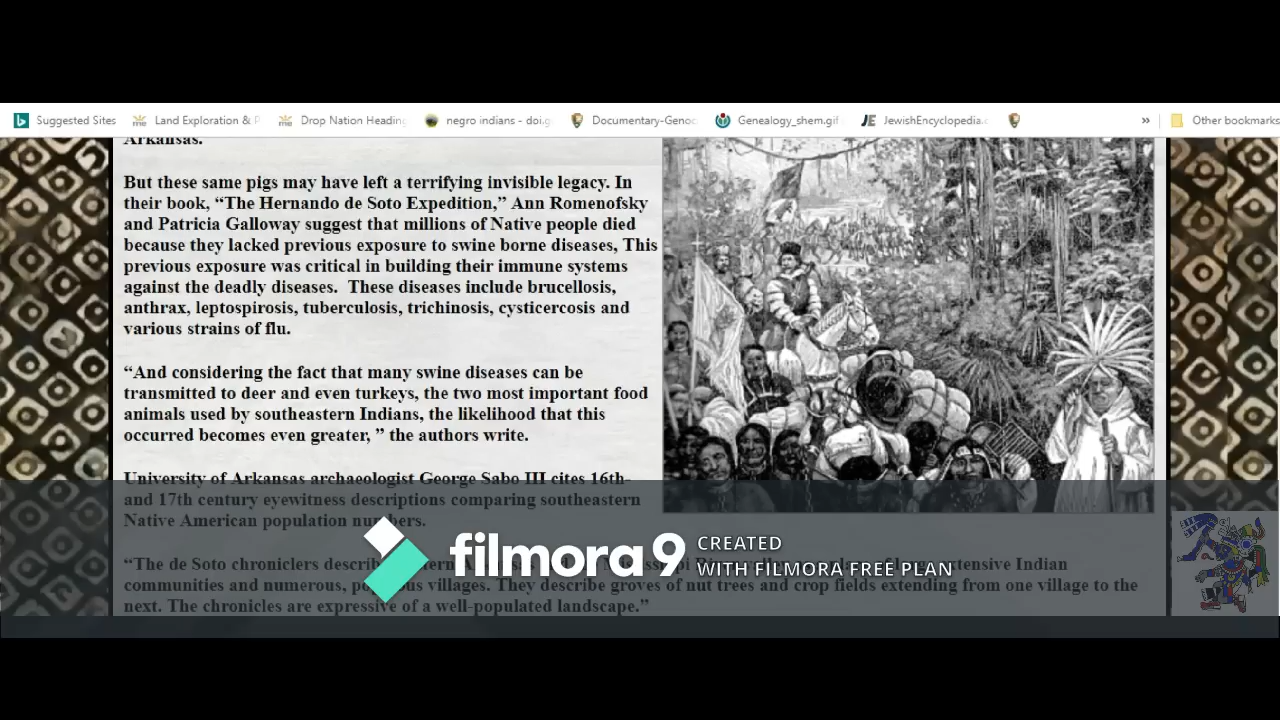 Suggested Sites
Land Exploration & P
Drop Nation Heading
negro indians - doi.g
Documentary-Genoc
Genealogy_shem.gif
JewishEncyclopedia.c
»
Other bookmarks
Arkansas.
But these same pigs may have left a terrifying invisible legacy. In
their book, “The Hernando de Soto Expedition,” Ann Romenofsky
and Patricia Galloway suggest that millions of Native people died
because they lacked previous exposure to swine borne diseases, This
previous exposure was critical in building their immune systems
against the deadly diseases. These diseases include brucellosis,
anthrax, leptospirosis, tuberculosis, trichinosis, cysticercosis and
various strains of flu.
“And considering the fact that many swine diseases can be
transmitted to deer and even turkeys, the two most important food
animals used by southeastern Indians, the likelihood that this
occurred becomes even greater, ” the authors write.
University of Arkansas archaeologist George Sabo III cites 16th-
and 17th century eyewitness descriptions comparing southeastern
Native American population numbers.
“The de Soto chroniclers extensive Indian
communities and numerous, villages. They describe groves of nut trees and crop fields extending from one village to the
next. The chronicles are expressive of a well-populated landscape.”
filmora9
CREATED
WITH FILMORA FREE PLAN